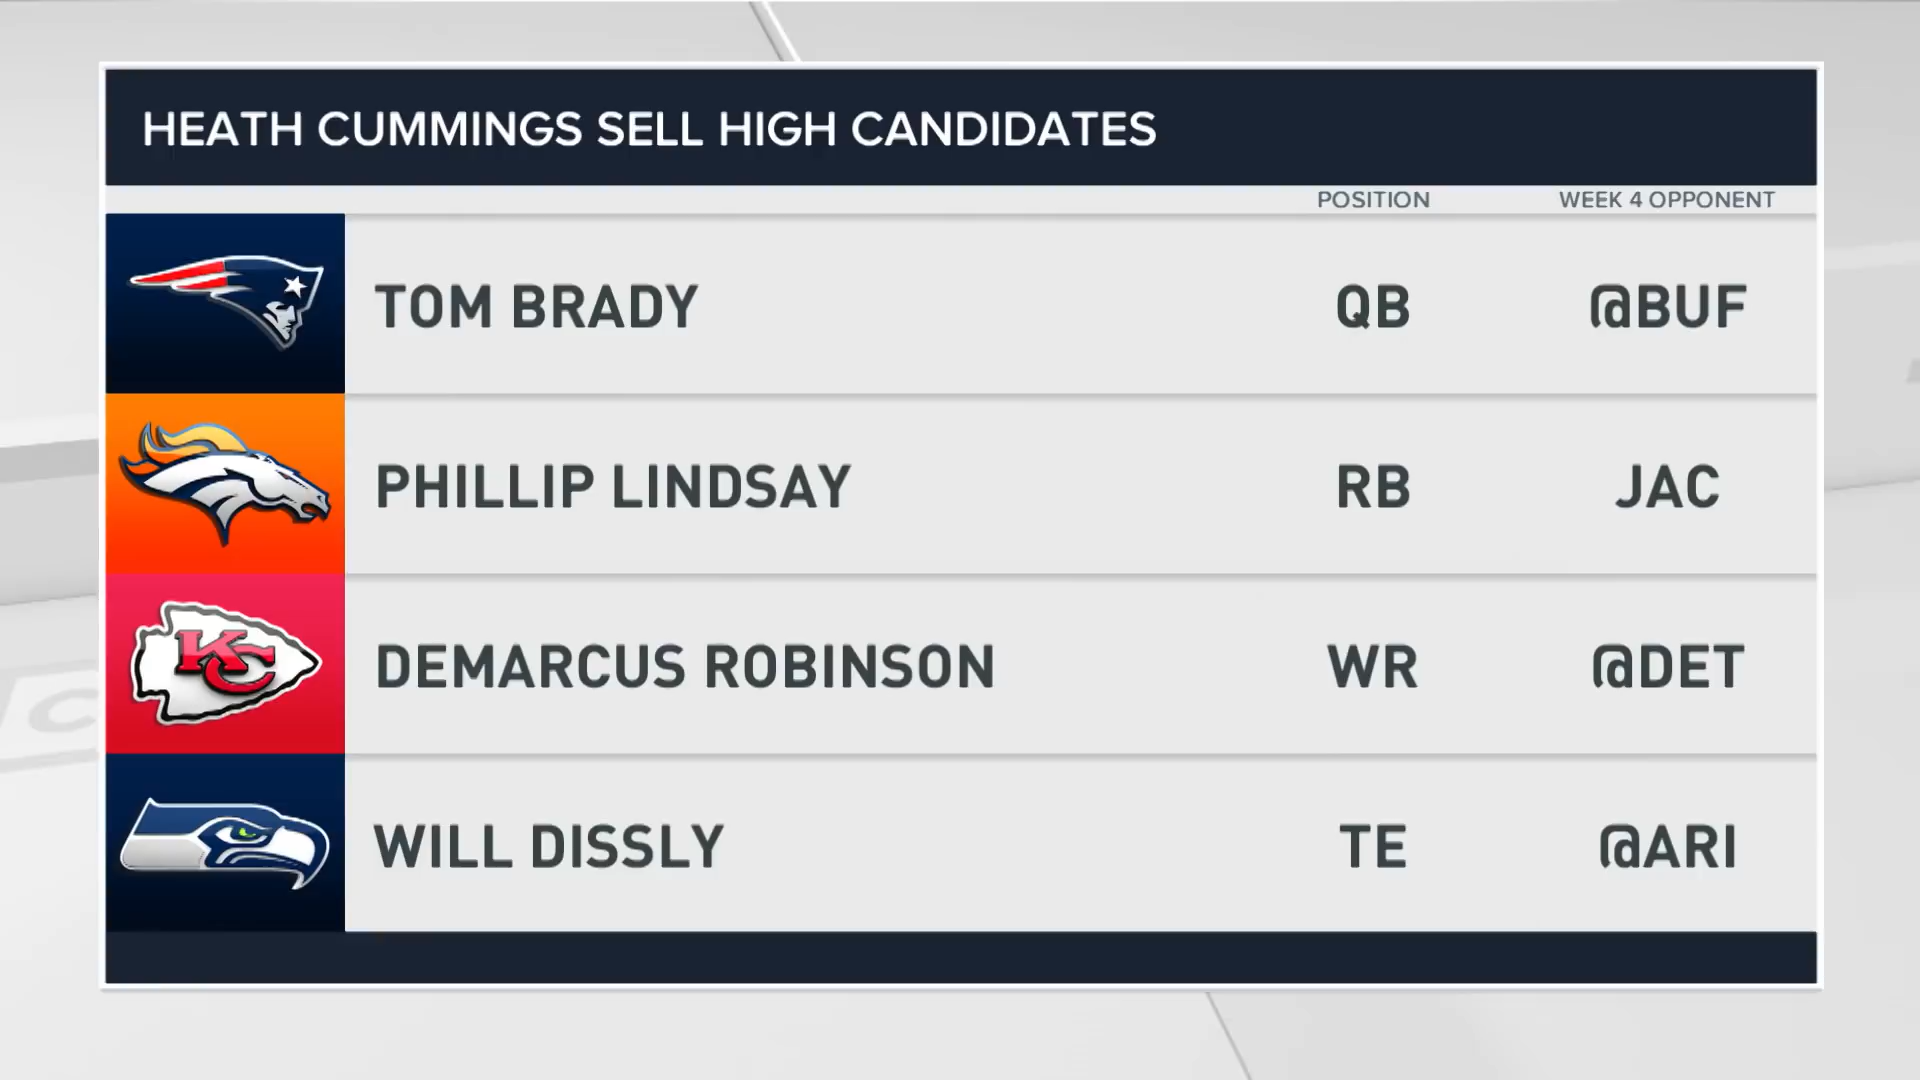 HEATH CUMMINGS SELL HIGH CANDIDATES
POSITION WEEK 4 OPPONENT
TOM BRADY QB @BUF
PHILLIP LINDSAY RB JAC
KC
DEMARCUS ROBINSON WR @DET
WILL DISSLY TE @ARI